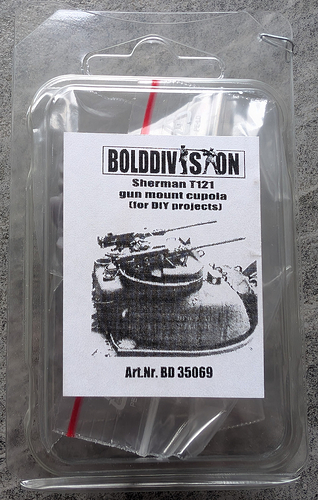 BOLDDIVISION
Sherman T121
gun mount cupola
(for DIY projects)
Art.Nr. BD 35069